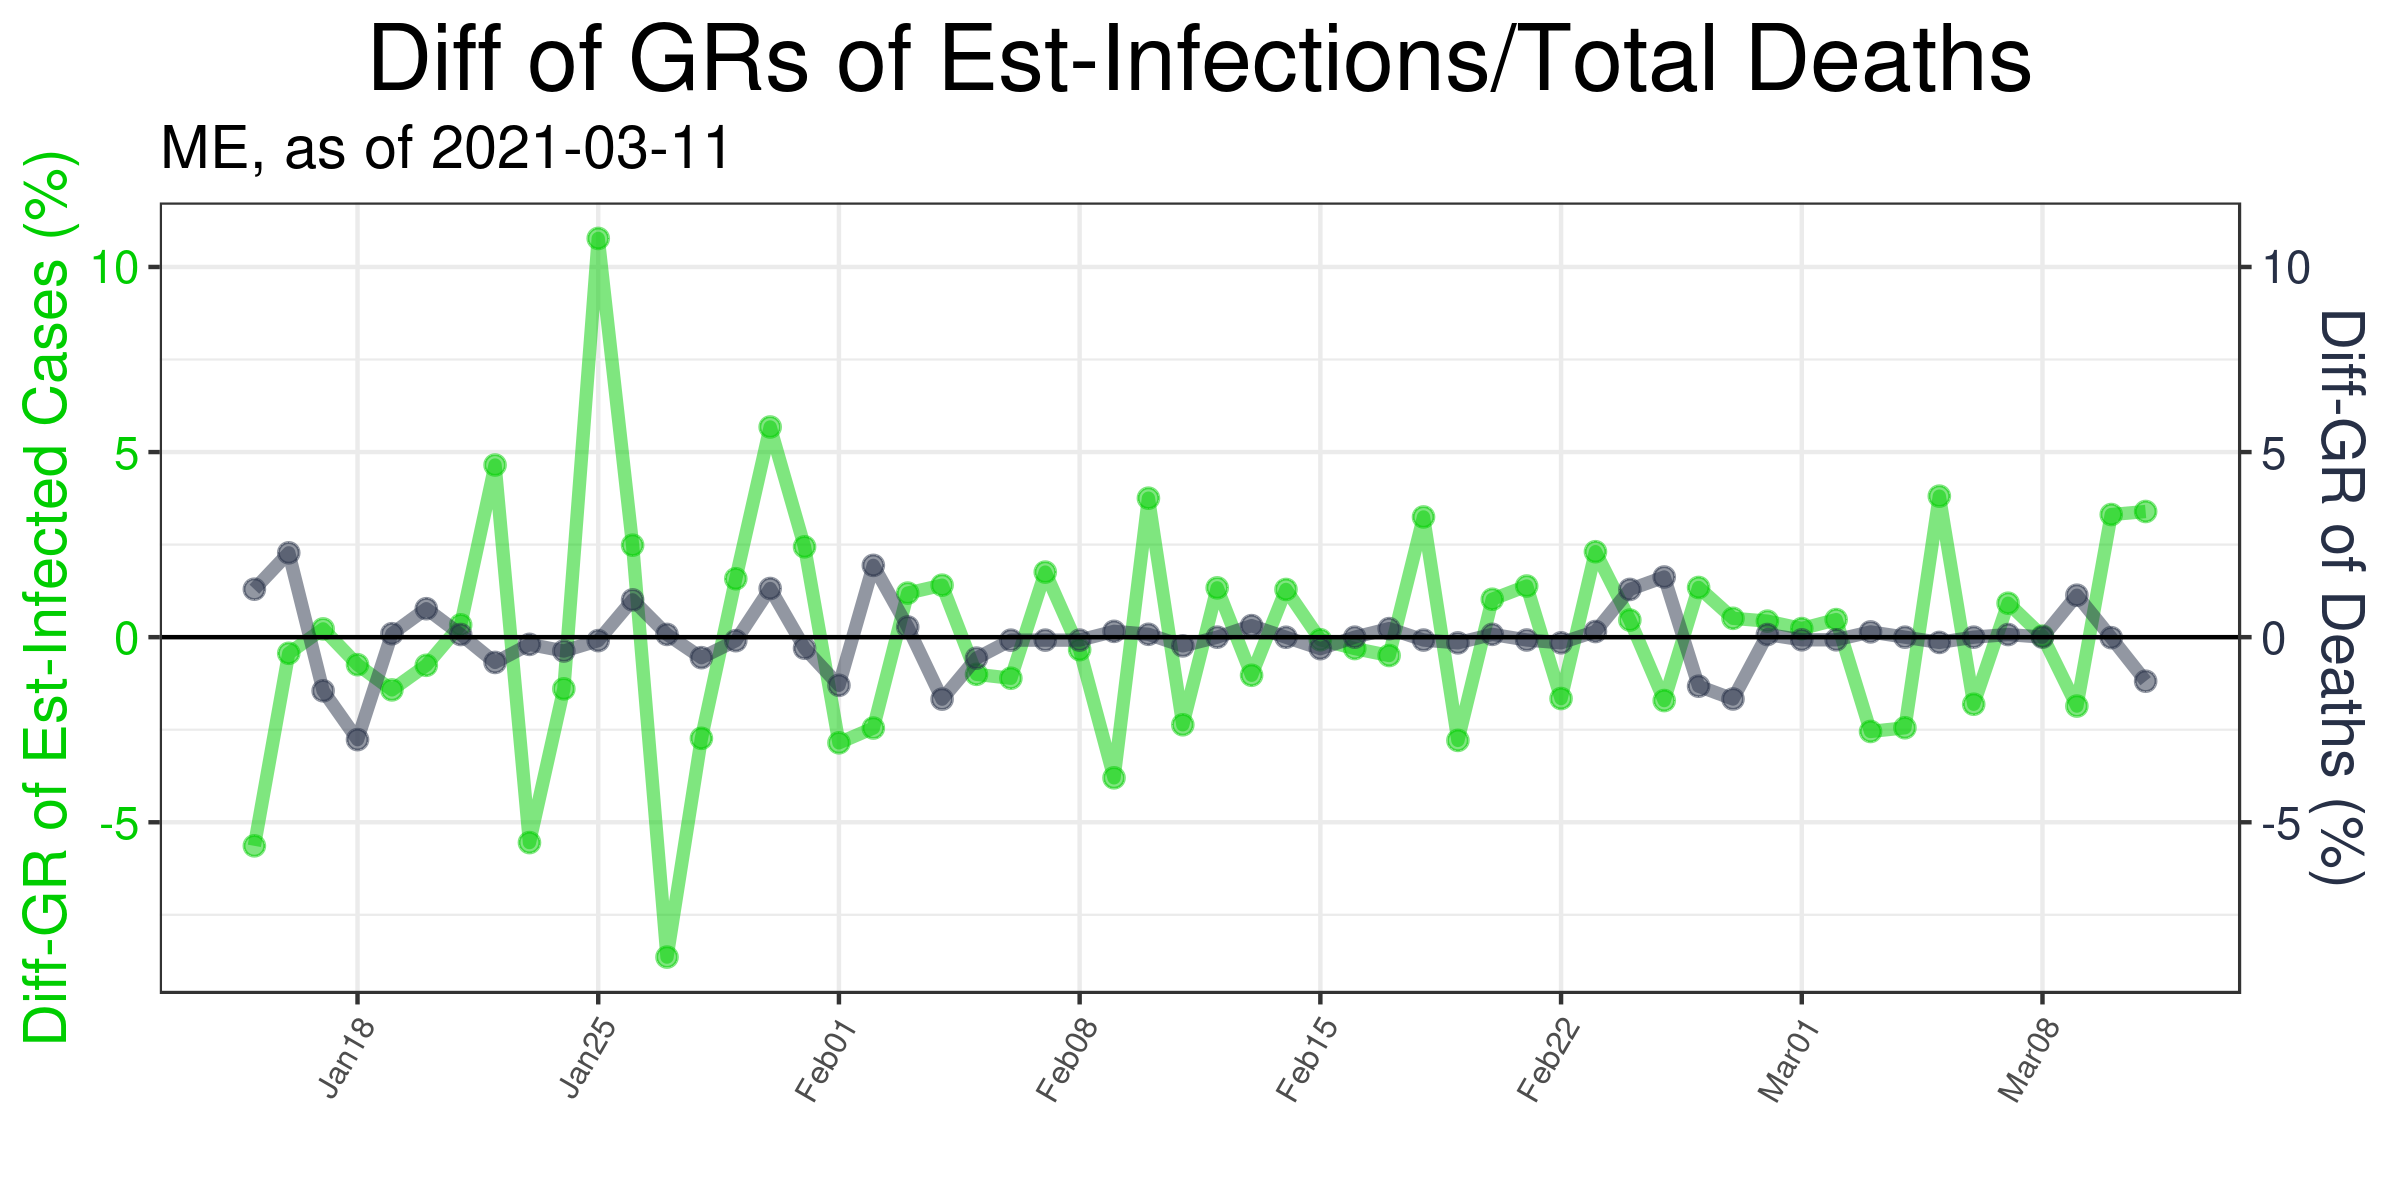 Diff of GRs of Est-Infections/Total Deaths
ME, as of 2021-03-11
Diff-GR of Est-Infected Cases (%)
10
5
0
-5
10
5
0
-5
Diff-GR of Deaths (%)
Jan18
Jan25
Feb01
Feb08
Feb15
Feb22
Mar01
Mar08